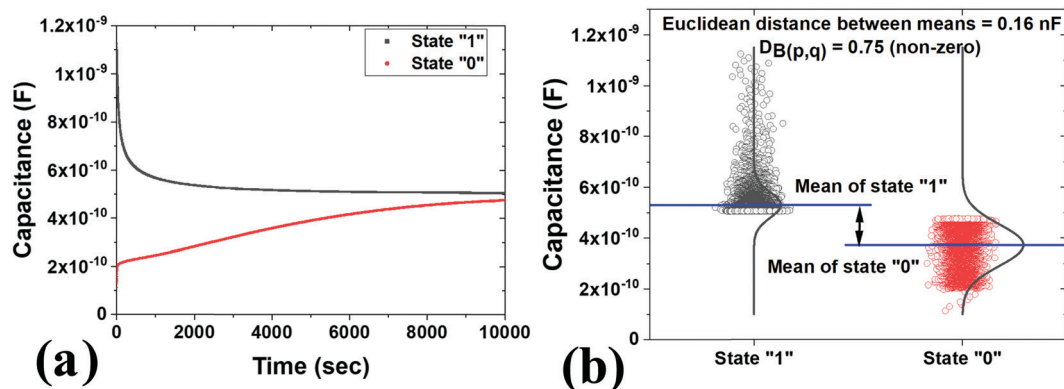 Capacitance (F)
1.2x10⁻⁹
1x10⁻⁹
8x10⁻¹⁰
6x10⁻¹⁰
4x10⁻¹⁰
2x10⁻¹⁰
0
State "1"
State "0"
0 2000 4000 6000 8000 10000
Time (sec)
(a)
Capacitance (F)
1.2x10⁻⁹
1x10⁻⁹
8x10⁻¹⁰
6x10⁻¹⁰
4x10⁻¹⁰
2x10⁻¹⁰
0
Euclidean distance between means = 0.16 nF
DB(p,q) = 0.75 (non-zero)
Mean of state "1"
Mean of state "0"
State "1" State "0"
(b)